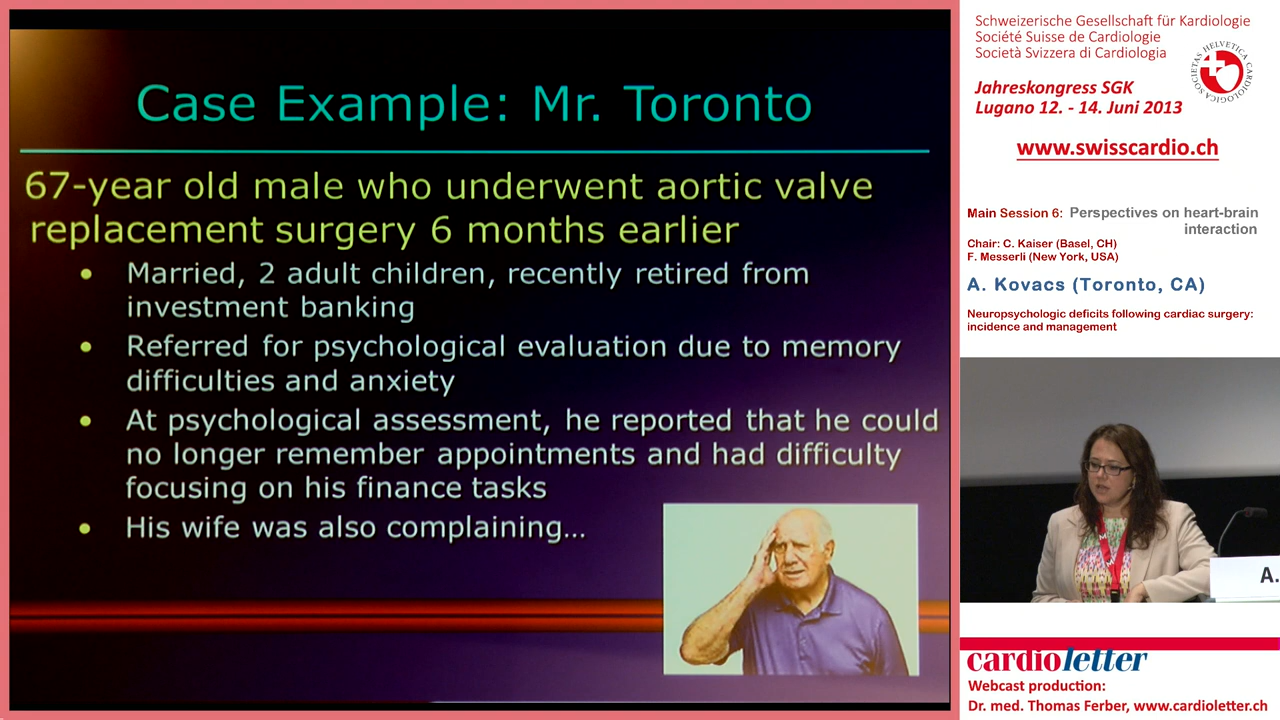 Case Example: Mr. Toronto
67-year old male who underwent aortic valve
replacement surgery 6 months earlier
• Married, 2 adult children, recently retired from
investment banking
• Referred for psychological evaluation due to memory
difficulties and anxiety
• At psychological assessment, he reported that he could
no longer remember appointments and had difficulty
focusing on his finance tasks
• His wife was also complaining...
Schweizerische Gesellschaft für Kardiologie
Société Suisse de Cardiologie
Società Svizzera di Cardiologia
SOCIETAS HELVETICA CARDIOLOGICA
Jahreskongress SGK
Lugano 12. - 14. Juni 2013
www.swisscardio.ch
Main Session 6: Perspectives on heart-brain
interaction
Chair: C. Kaiser (Basel, CH)
F. Messerli (New York, USA)
A. Kovacs (Toronto, CA)
Neuropsychologic deficits following cardiac surgery:
incidence and management
A.
cardioletter
Webcast production:
Dr. med. Thomas Ferber, www.cardioletter.ch